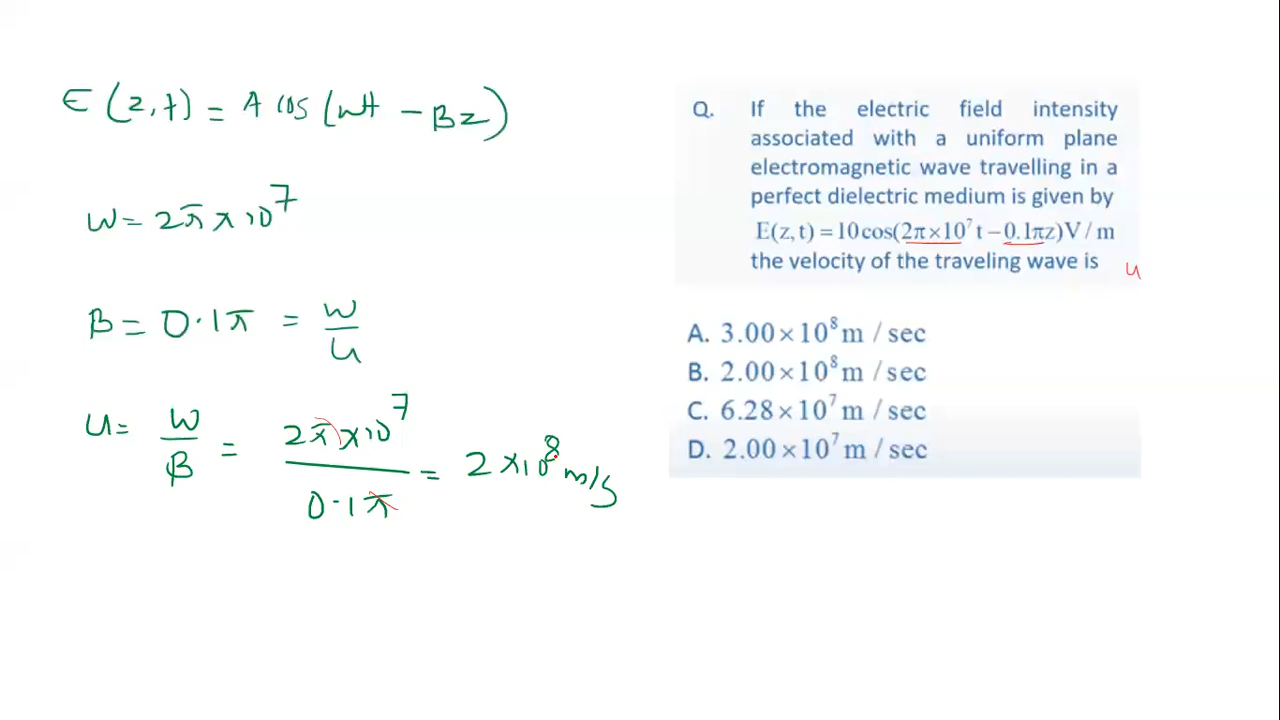 E (z,t) = A cos (wt - Bz)
w = 2π × 10^7
B = 0.1π = w/u
u = w/β = 2π×10^7/0.1π = 2 × 10^8 m/s
Q. If the electric field intensity
associated with a uniform plane
electromagnetic wave travelling in a
perfect dielectric medium is given by
E(z,t) = 10cos(2π×10^7 t − 0.1πz)V / m
the velocity of the traveling wave is u
A. 3.00×10^8 m / sec
B. 2.00×10^8 m / sec
C. 6.28×10^7 m / sec
D. 2.00×10^7 m / sec